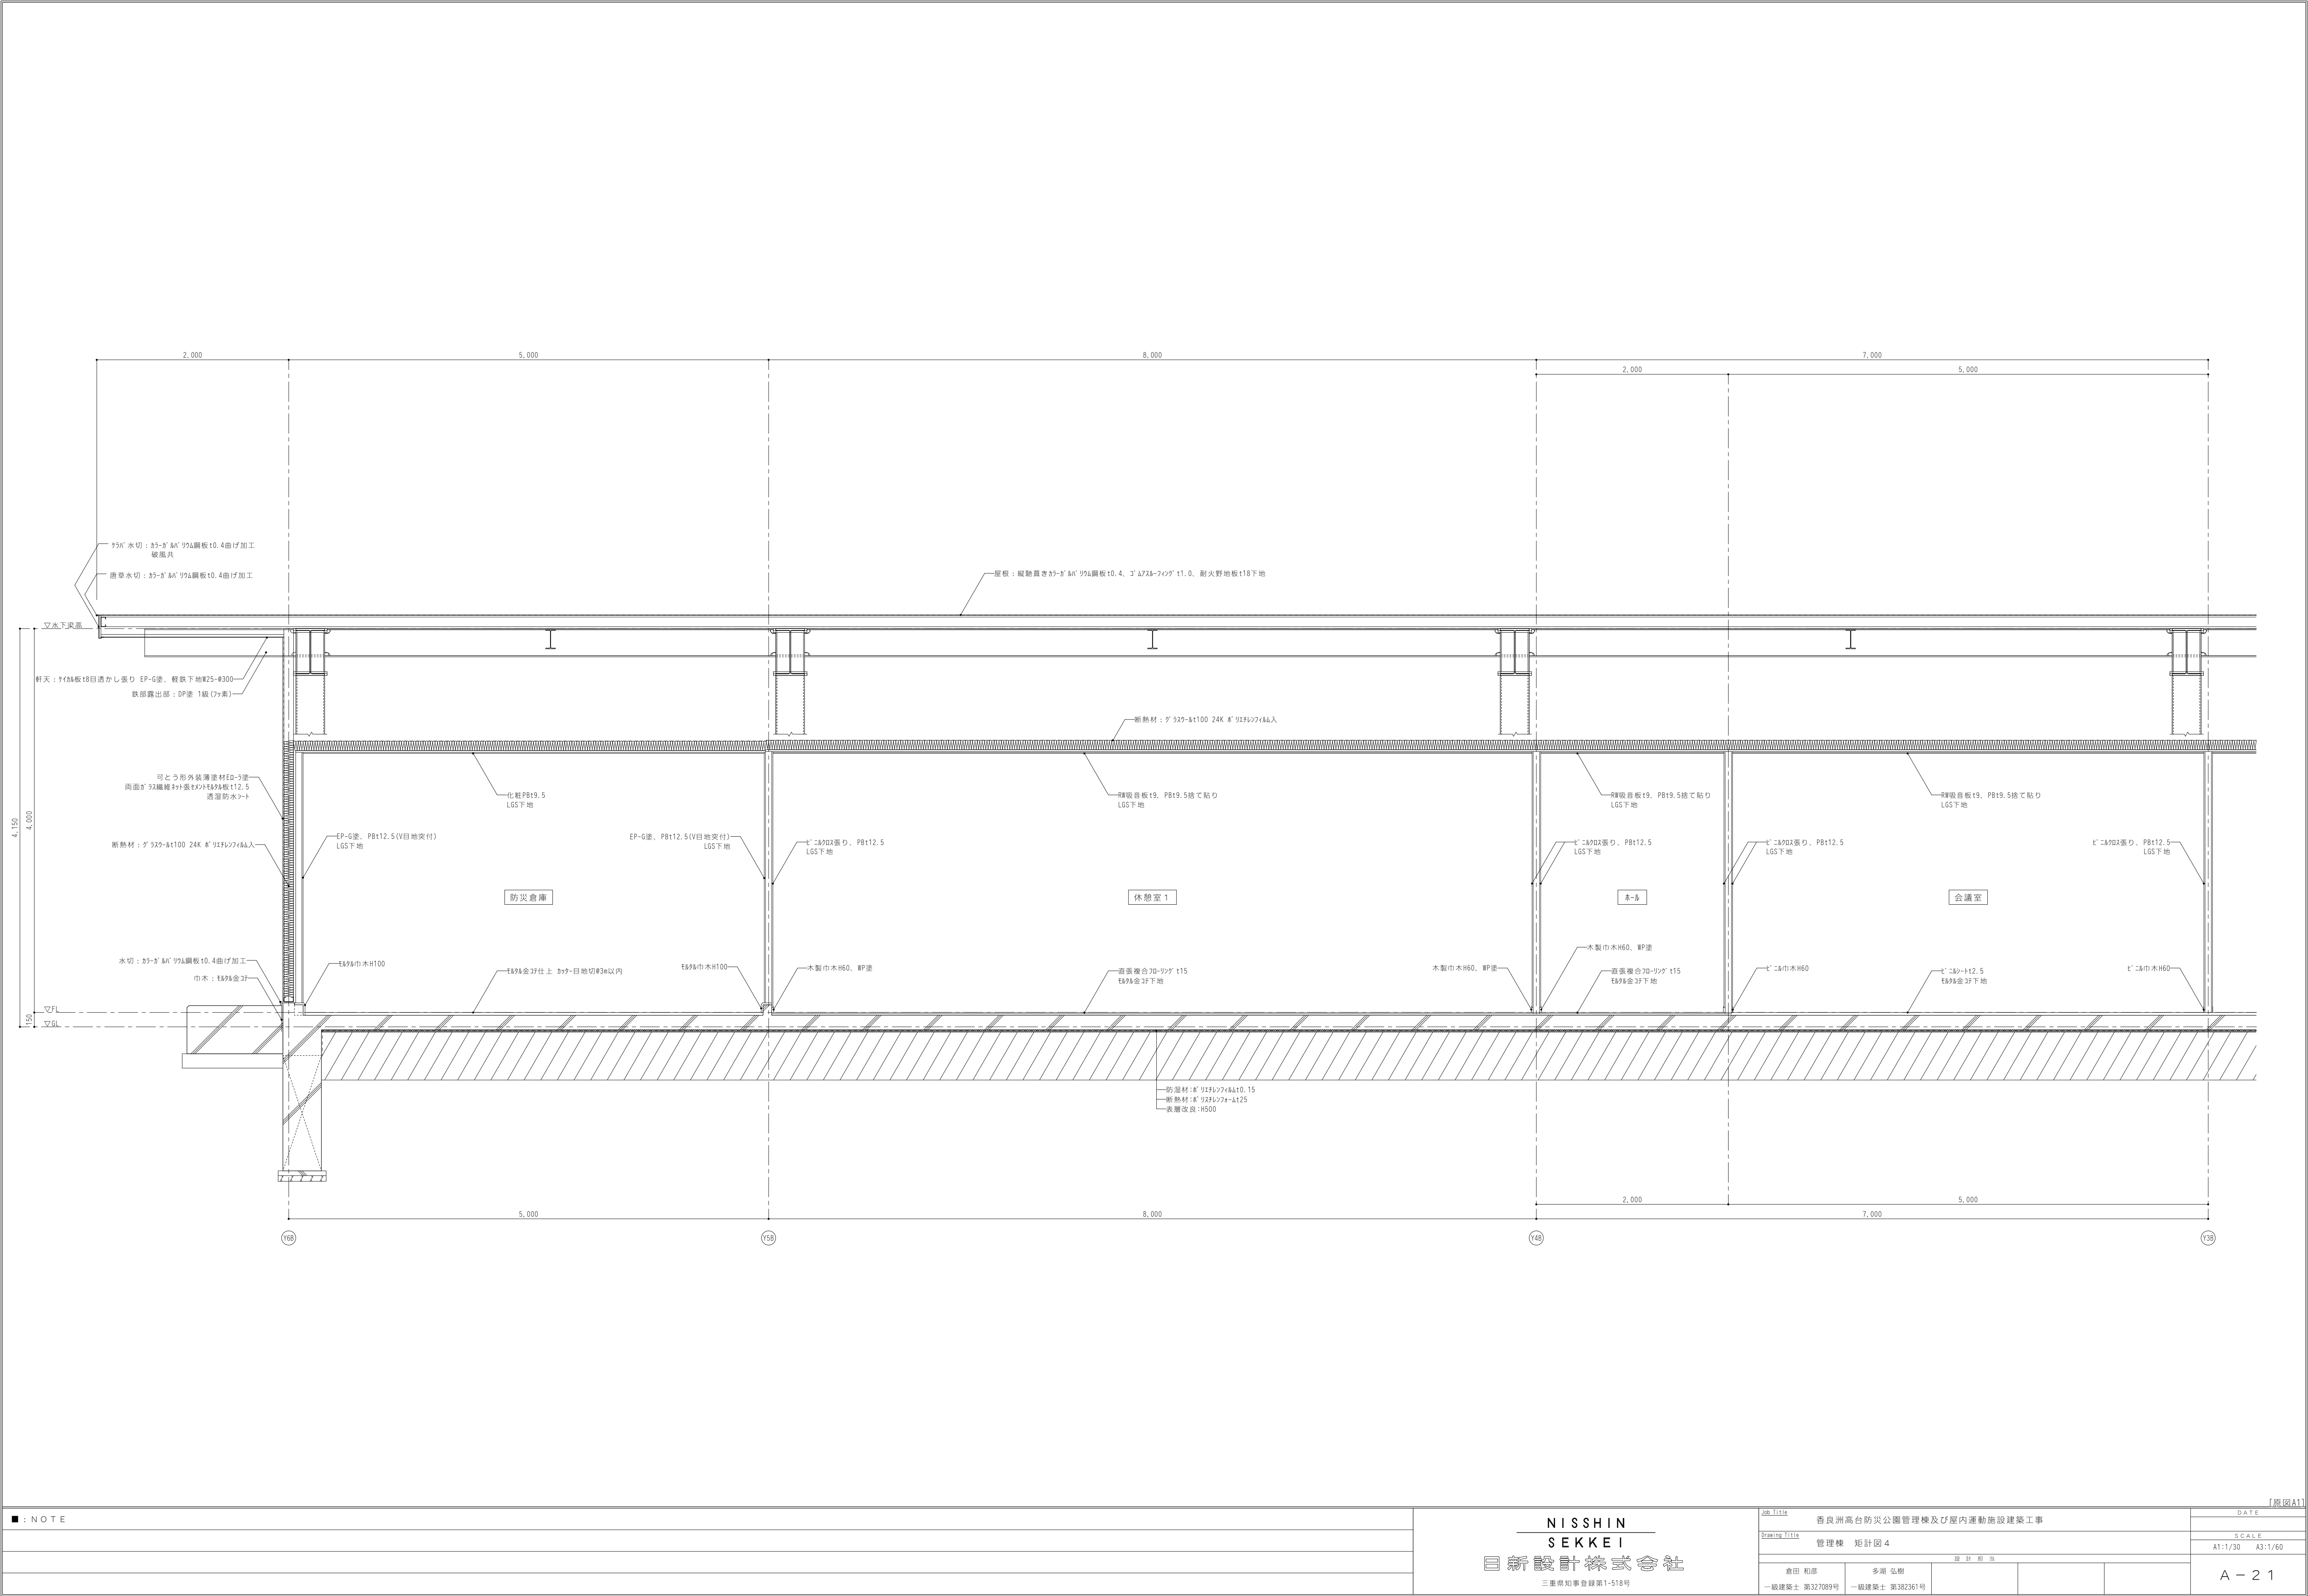 2,000
5,000
8,000
7,000
2,000
5,000
ｹﾗﾊﾞ水切：ｶﾗｰｶﾞﾙﾊﾞﾘｳﾑ鋼板t0.4曲げ加工
破風共
唐草水切：ｶﾗｰｶﾞﾙﾊﾞﾘｳﾑ鋼板t0.4曲げ加工
屋根：縦馳葺きｶﾗｰｶﾞﾙﾊﾞﾘｳﾑ鋼板t0.4、ｺﾞﾑｱｽﾙｰﾌｨﾝｸﾞt1.0、耐火野地板t18下地
▽水下梁高
軒天：ｹｲｶﾙ板t8目透かし張り EP-G塗、軽鉄下地W25-@300
鉄部露出部：DP塗 1級(ﾌｯ素)
断熱材：ｸﾞﾗｽｳｰﾙt100 24K ﾎﾟﾘｴﾁﾚﾝﾌｨﾙﾑ入
可とう形外装薄塗材Eﾛｰﾗ塗
両面ｶﾞﾗｽ繊維ﾈｯﾄ張ｾﾒﾝﾄﾓﾙﾀﾙ板t12.5
透湿防水ｼｰﾄ
化粧PBt9.5
LGS下地
RW吸音板t9、PBt9.5捨て貼り
LGS下地
RW吸音板t9、PBt9.5捨て貼り
LGS下地
RW吸音板t9、PBt9.5捨て貼り
LGS下地
4,150
4,000
断熱材：ｸﾞﾗｽｳｰﾙt100 24K ﾎﾟﾘｴﾁﾚﾝﾌｨﾙﾑ入
EP-G塗、PBt12.5(V目地突付)
LGS下地
EP-G塗、PBt12.5(V目地突付)
LGS下地
ﾋﾞﾆﾙｸﾛｽ張り、PBt12.5
LGS下地
ﾋﾞﾆﾙｸﾛｽ張り、PBt12.5
LGS下地
ﾋﾞﾆﾙｸﾛｽ張り、PBt12.5
LGS下地
ﾋﾞﾆﾙｸﾛｽ張り、PBt12.5
LGS下地
防災倉庫
休憩室１
ﾎｰﾙ
会議室
水切：ｶﾗｰｶﾞﾙﾊﾞﾘｳﾑ鋼板t0.4曲げ加工
巾木：ﾓﾙﾀﾙ金ｺﾃ
ﾓﾙﾀﾙ巾木H100
ﾓﾙﾀﾙ金ｺﾃ仕上 ｶｯﾀｰ目地切@3m以内
ﾓﾙﾀﾙ巾木H100
木製巾木H60、WP塗
直張複合ﾌﾛｰﾘﾝｸﾞt15
ﾓﾙﾀﾙ金ｺﾃ下地
木製巾木H60、WP塗
木製巾木H60、WP塗
直張複合ﾌﾛｰﾘﾝｸﾞt15
ﾓﾙﾀﾙ金ｺﾃ下地
ﾋﾞﾆﾙ巾木H60
ﾋﾞﾆﾙｼｰﾄt2.5
ﾓﾙﾀﾙ金ｺﾃ下地
ﾋﾞﾆﾙ巾木H60
▽FL
150
▽GL
防湿材:ﾎﾟﾘｴﾁﾚﾝﾌｨﾙﾑt0.15
断熱材:ﾎﾟﾘｽﾁﾚﾝﾌｫｰﾑt25
表層改良:H500
2,000
5,000
5,000
8,000
7,000
Y6B
Y5B
Y4B
Y3B
[原図A1]
■：ＮＯＴＥ
NISSHIN
SEKKEI
日新設計株式会社
三重県知事登録第1-518号
Job Title
香良洲高台防災公園管理棟及び屋内運動施設建築工事
Drawing Title
管理棟　矩計図４
設 計 担 当
倉田 和彦
一級建築士 第327089号
多湖 弘樹
一級建築士 第382361号
DATE
SCALE
A1:1/30　A3:1/60
Ａ－２１